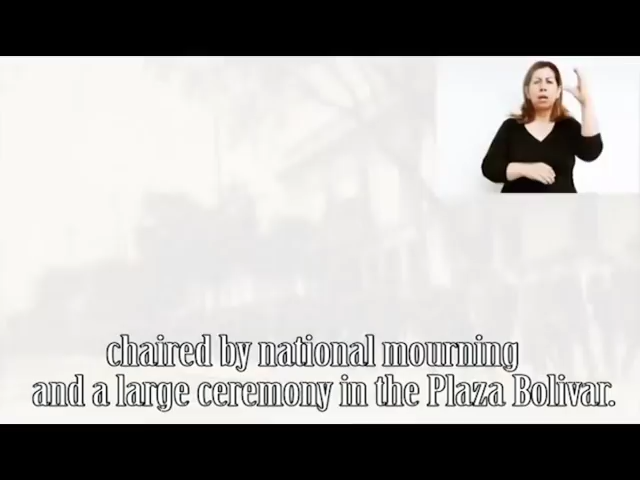 chaired by national mourning
and a large ceremony in the Plaza Bolivar.